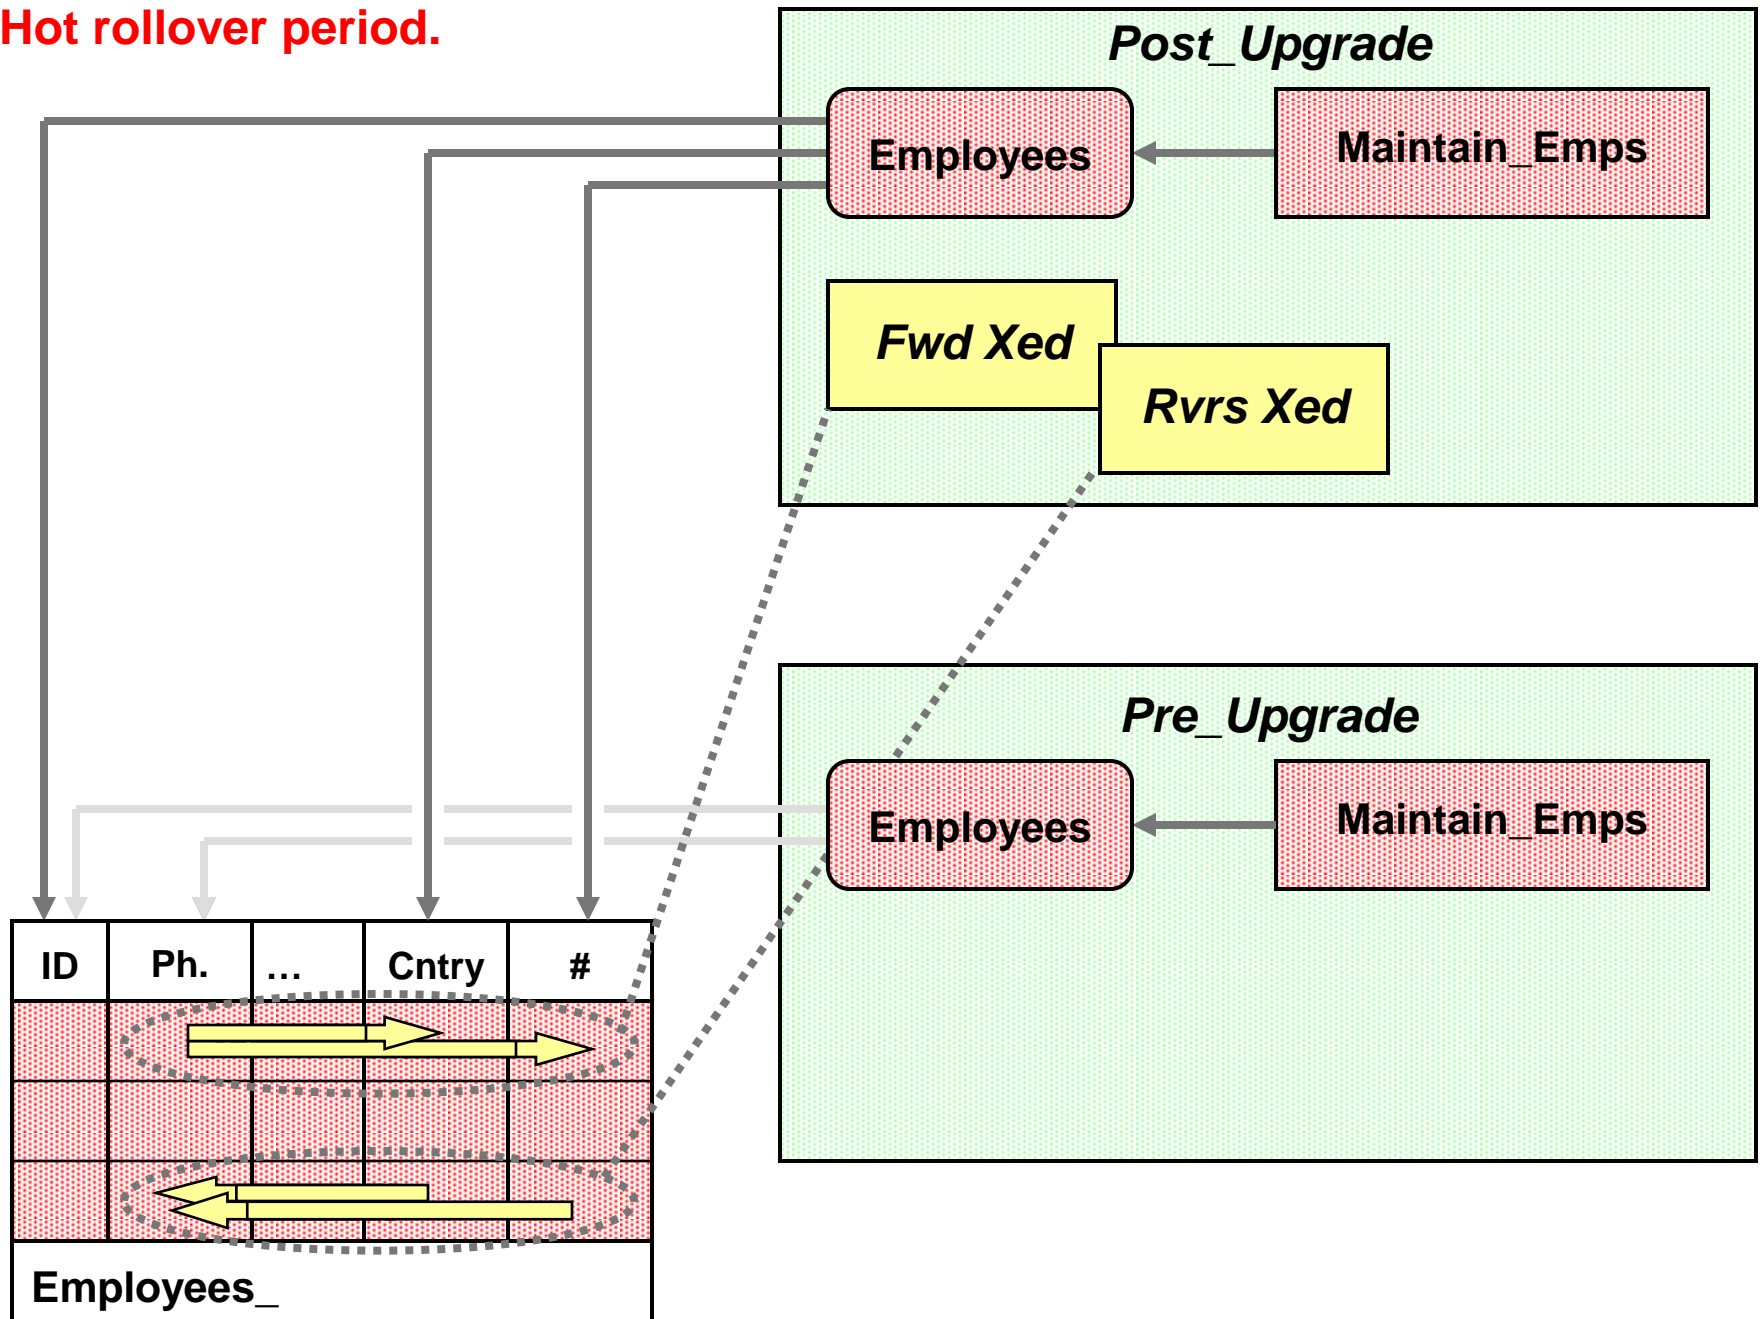 Hot rollover period.
Post_Upgrade
Employees
Maintain_Emps
Fwd Xed
Rvrs Xed
Pre_Upgrade
Employees
Maintain_Emps
ID Ph. … Cntry #
Employees_